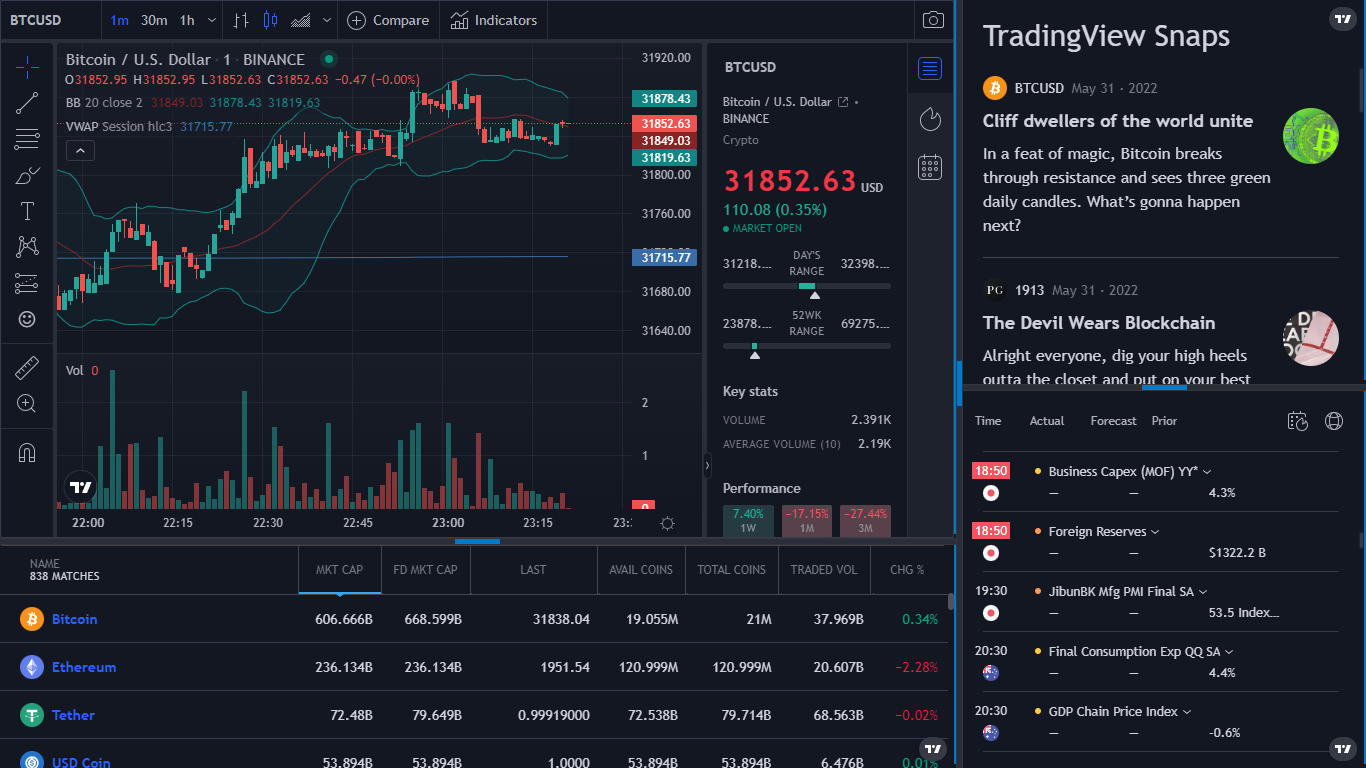 BTCUSD
1m 30m 1h
Compare
Indicators
Bitcoin / U.S. Dollar · 1 · BINANCE
O31852.95 H31852.95 L31852.63 C31852.63 −0.47 (−0.00%)
BB 20 close 2 31849.03 31878.43 31819.63
VWAP Session hlc3 31715.77
31920.00
31878.43
31852.63
31849.03
31819.63
31800.00
31760.00
31715.77
31680.00
31640.00
Vol 0
2
1
0
22:00 22:15 22:30 22:45 23:00 23:15
BTCUSD
Bitcoin / U.S. Dollar •
BINANCE
Crypto
31852.63 USD
110.08 (0.35%)
MARKET OPEN
31218.... DAY'S RANGE 32398....
23878.... 52WK RANGE 69275....
Key stats
VOLUME 2.391K
AVERAGE VOLUME (10) 2.19K
Performance
7.40% −17.15% −27.44%
1W 1M 3M
NAME
838 MATCHES
MKT CAP FD MKT CAP LAST AVAIL COINS TOTAL COINS TRADED VOL CHG %
Bitcoin 606.666B 668.599B 31838.04 19.055M 21M 37.969B 0.34%
Ethereum 236.134B 236.134B 1951.54 120.999M 120.999M 20.607B −2.28%
Tether 72.48B 79.649B 0.99919000 72.538B 79.714B 68.563B −0.02%
USD Coin 53.894B 53.894B 1.0000 53.894B 53.894B 6.476B 0.01%
TradingView Snaps
BTCUSD May 31 · 2022
Cliff dwellers of the world unite
In a feat of magic, Bitcoin breaks
through resistance and sees three green
daily candles. What’s gonna happen
next?
PG 1913 May 31 · 2022
The Devil Wears Blockchain
Alright everyone, dig your high heels
outta the closet and put on your best
Time Actual Forecast Prior
18:50 Business Capex (MOF) YY*
— — 4.3%
18:50 Foreign Reserves
— — $1322.2 B
19:30 JibunBK Mfg PMI Final SA
— — 53.5 Index...
20:30 Final Consumption Exp QQ SA
— — 4.4%
20:30 GDP Chain Price Index
— — -0.6%